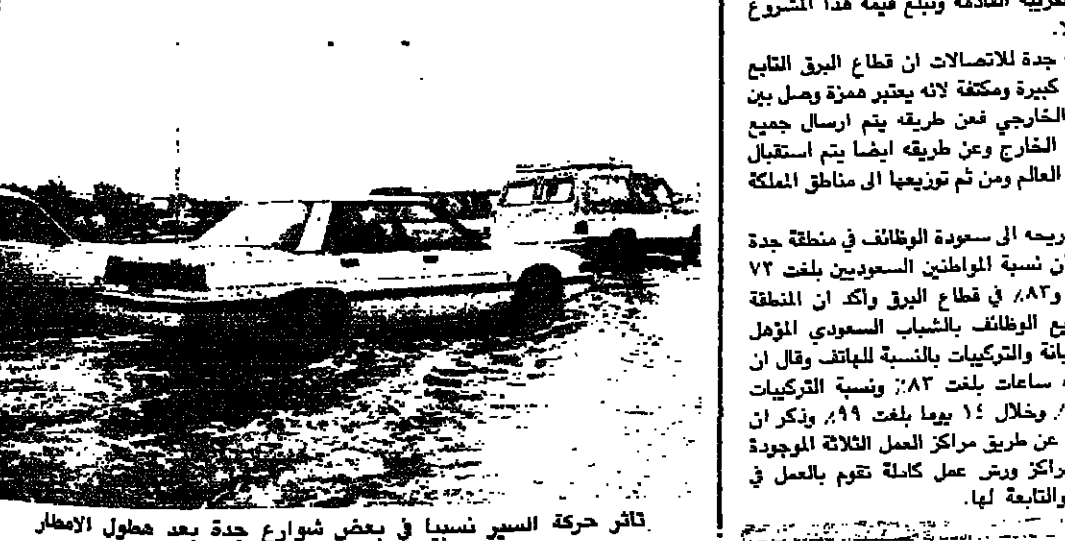 العربية القادمة وتبلغ قيمة هذا المشروع
جدة للاتصالات ان قطاع البرق التابع
كبيرة ومكثفة لانه يعتبر همزة وصل بين
الخارجي فعن طريقه يتم ارسال جميع
الخارج وعن طريقه ايضا يتم استقبال
العالم ومن ثم توزيعها الى مناطق المملكة
ريحه الى سعودة الوظائف في منطقة جدة
ن نسبة المواطنين السعوديين بلغت ٧٣
و٨٣٪ في قطاع البرق واكد ان المنطقة
يع الوظائف بالشباب السعودي المؤهل
يانة والتركيبات بالنسبة للهاتف وقال ان
ساعات بلغت ٨٣٪ ونسبة التركيبات
وخلال ١٤ يوما بلغت ٩٩٪ وذكر ان
عن طريق مراكز العمل الثلاثة الموجودة
راكز ورش عمل كاملة تقوم بالعمل في
والتابعة لها.
تاثر حركة السير نسبيا في بعض شوارع جدة بعد هطول الامطار